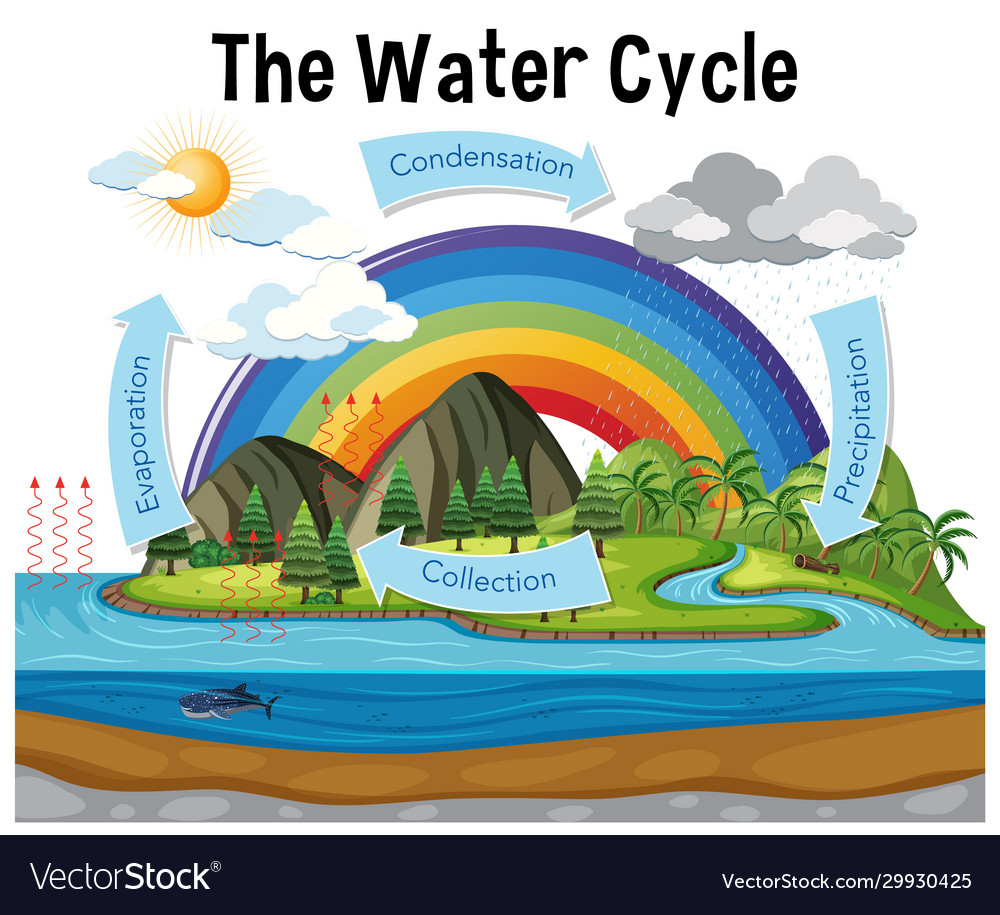 The Water Cycle
Condensation
Evaporation
Precipitation
Collection
VectorStock®
VectorStock.com/29930425